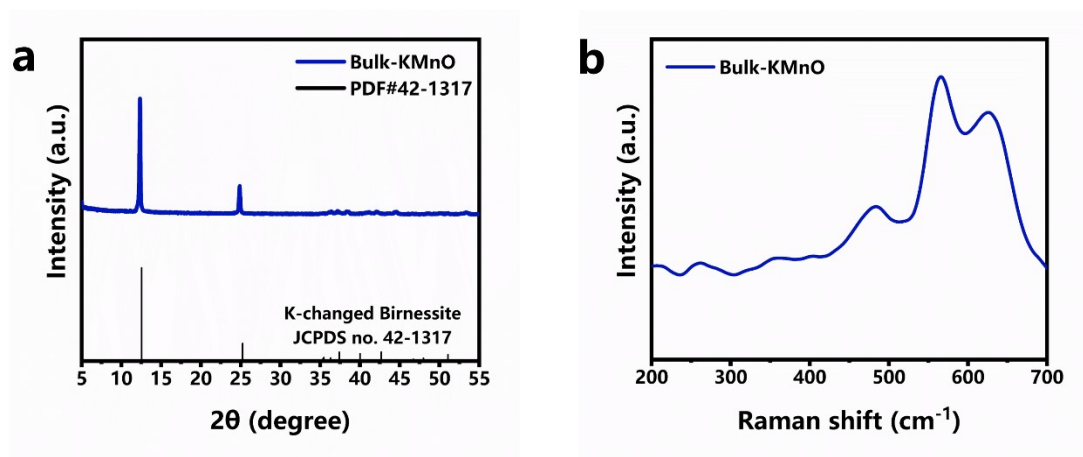 a
Bulk-KMnO
PDF#42-1317
Intensity (a.u.)
K-changed Birnessite
JCPDS no. 42-1317
5 10 15 20 25 30 35 40 45 50 55
2θ (degree)
b
Bulk-KMnO
Intensity (a.u.)
200 300 400 500 600 700
Raman shift (cm⁻¹)